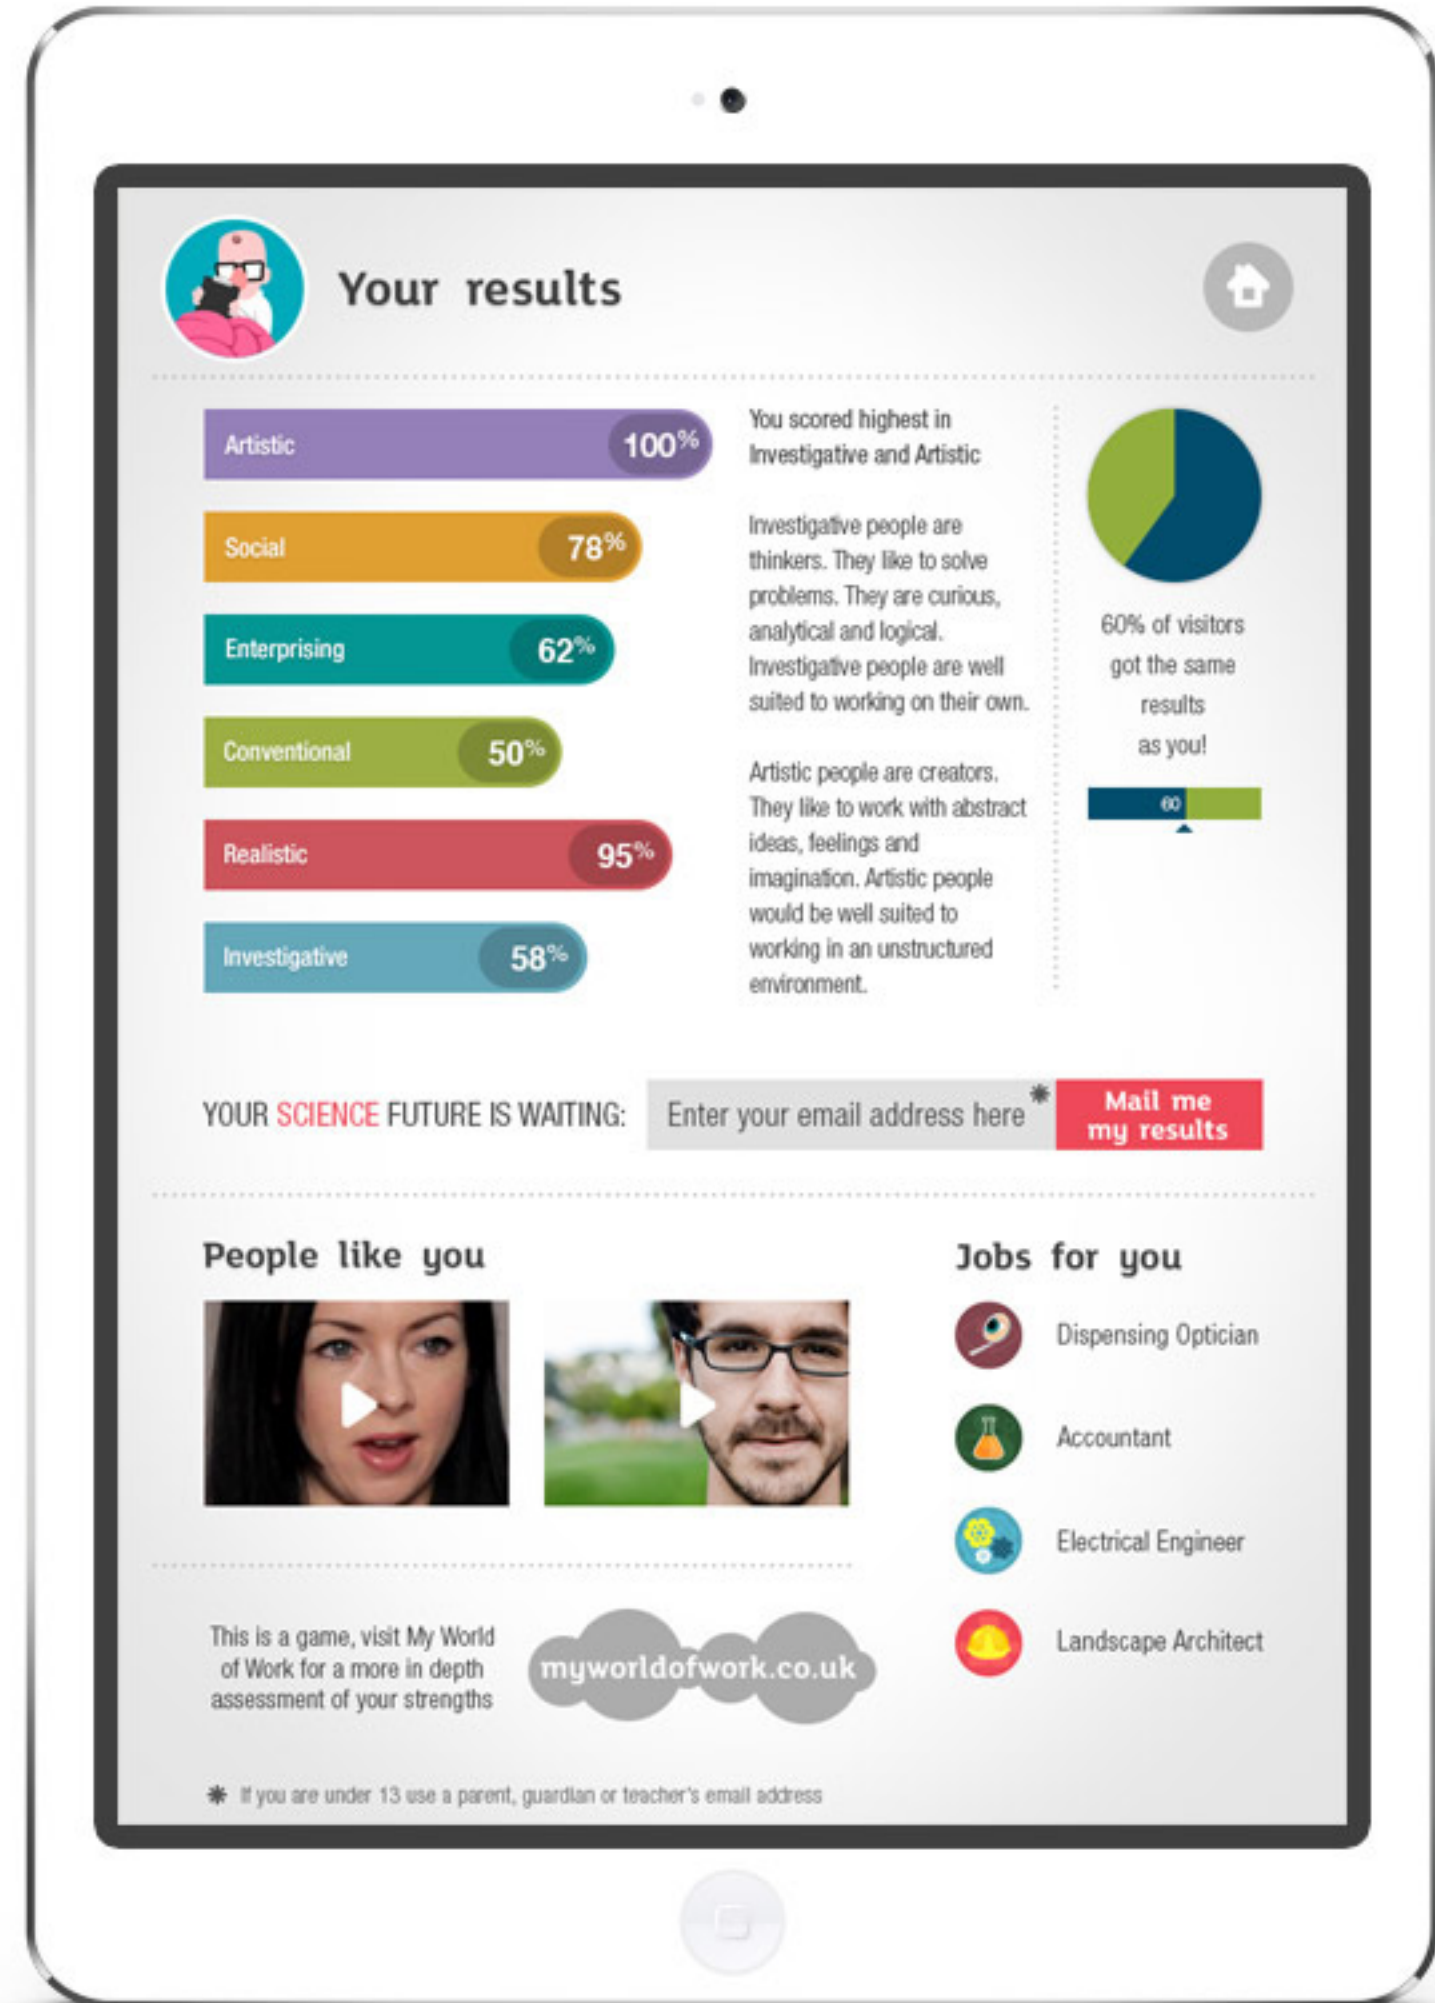 Your results
Artistic 100%
Social 78%
Enterprising 62%
Conventional 50%
Realistic 95%
Investigative 58%
You scored highest in
Investigative and Artistic
Investigative people are
thinkers. They like to solve
problems. They are curious,
analytical and logical.
Investigative people are well
suited to working on their own.
Artistic people are creators.
They like to work with abstract
ideas, feelings and
imagination. Artistic people
would be well suited to
working in an unstructured
environment.
60% of visitors
got the same
results
as you!
60
YOUR SCIENCE FUTURE IS WAITING:
Enter your email address here *
Mail me
my results
People like you
Jobs for you
Dispensing Optician
Accountant
Electrical Engineer
Landscape Architect
This is a game, visit My World
of Work for a more in depth
assessment of your strengths
myworldofwork.co.uk
* If you are under 13 use a parent, guardian or teacher's email address